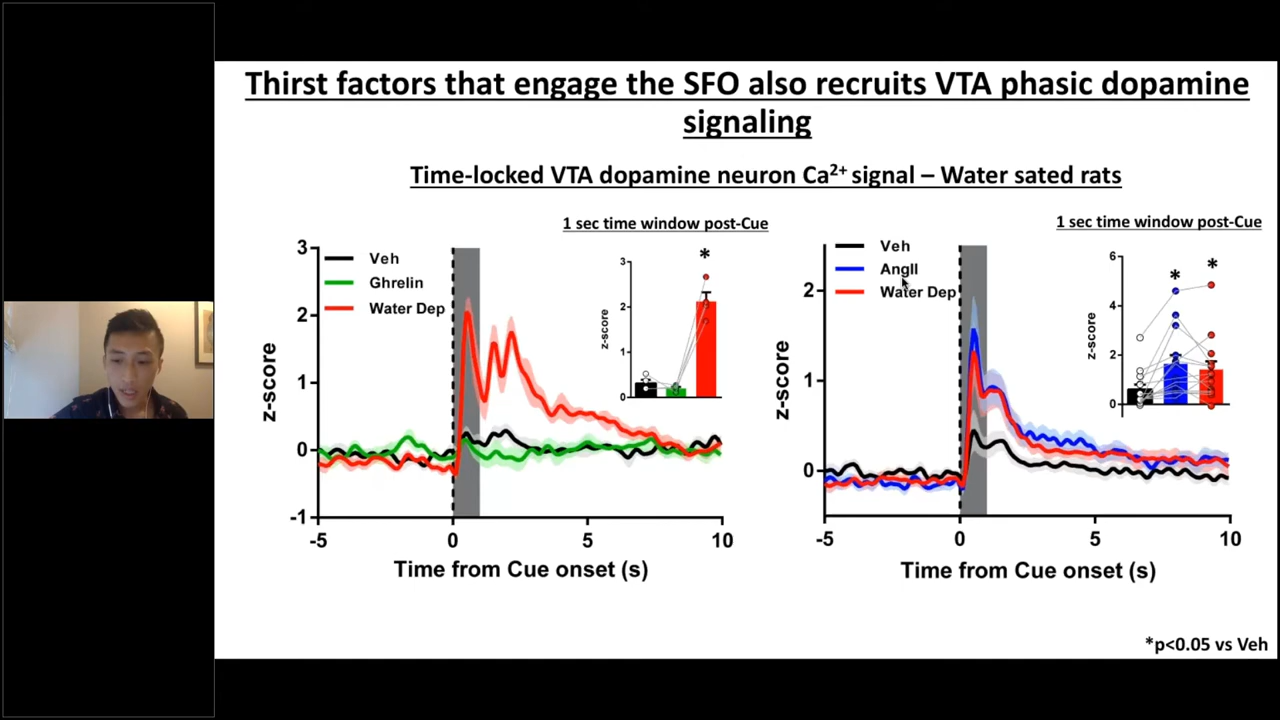 Thirst factors that engage the SFO also recruits VTA phasic dopamine
signaling
Time-locked VTA dopamine neuron Ca2+ signal – Water sated rats
1 sec time window post-Cue
3
2
1
0
-1
z-score
Veh
Ghrelin
Water Dep
*
3
2
1
0
z-score
-5
0
5
10
Time from Cue onset (s)
1 sec time window post-Cue
2
1
0
z-score
Veh
AngII
Water Dep
*
*
6
4
2
0
z-score
-5
0
5
10
Time from Cue onset (s)
*p<0.05 vs Veh